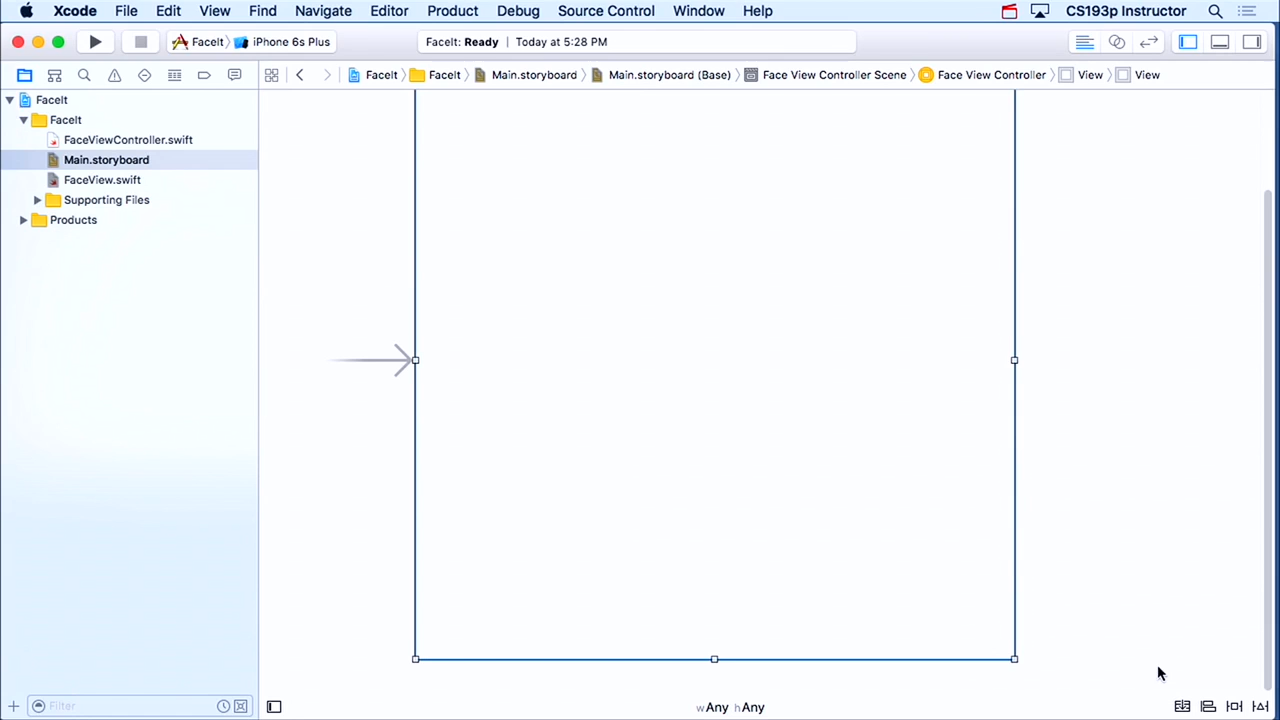 Xcode File Edit View Find Navigate Editor Product Debug Source Control Window Help CS193p Instructor
FaceIt iPhone 6s Plus FaceIt: Ready Today at 5:28 PM
FaceIt FaceIt Main.storyboard Main.storyboard (Base) Face View Controller Scene Face View Controller View View
FaceIt
FaceIt
FaceViewController.swift
Main.storyboard
FaceView.swift
Supporting Files
Products
Filter wAny hAny